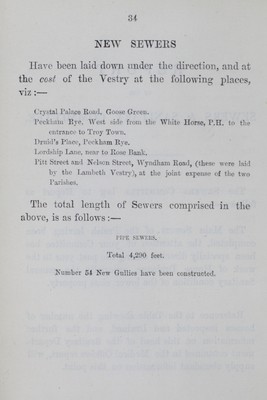 34
NEW SEWERS
Have been laid down under the direction, and at
the cost of the Vestry at the following places,
viz :—
Crystal Palace Road, Goose Green.
Peckham Rye, West side from the White Horse, P.H. to the
entrance to Troy Town.
Druid's Place, Peckham Rye.
Lordship Lane, near to Rose Bank.
Pitt Street and Nelson Street, Wyndham Road, (these were laid
by the Lambeth Vestry), at the joint expense of the two
Parishes.
The total length of Sewers comprised in the
above, is as follows :—
PIPE SEWERS.
Total 4,290 feet.
Number 54 New Gullies have been constructed.